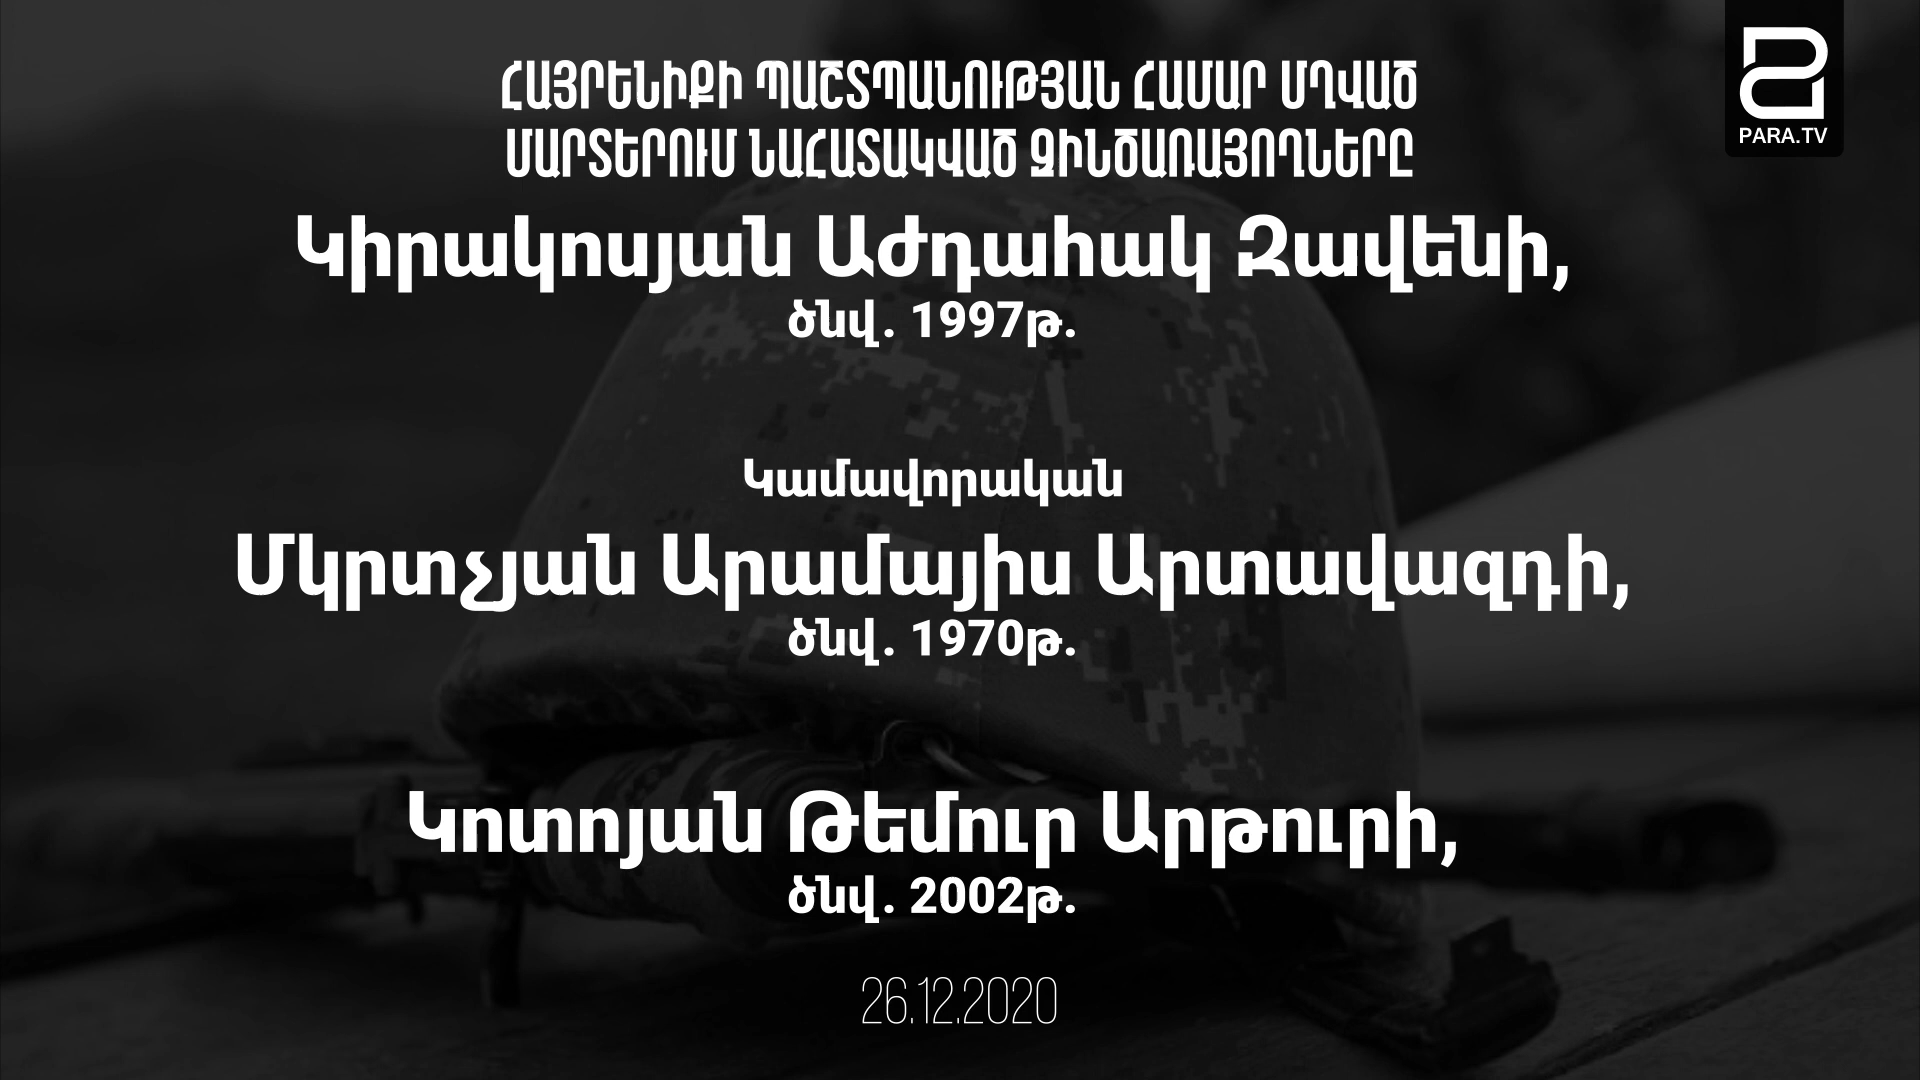 ՀԱՅՐԵՆԻՔԻ ՊԱՇՏՊԱՆՈՒԹՅԱՆ ՀԱՄԱՐ ՄՂՎԱԾ
ՄԱՐՏԵՐՈՒՄ ՆԱՀԱՏԱԿՎԱԾ ԶԻՆԾԱՌԱՅՈՂՆԵՐԸ
PARA.TV
Կիրակոսյան Աժդահակ Զավենի,
ծնվ. 1997թ.
Կամավորական
Մկրտչյան Արամայիս Արտավազդի,
ծնվ. 1970թ.
Կոտոյան Թեմուր Արթուրի,
ծնվ. 2002թ.
26.12.2020